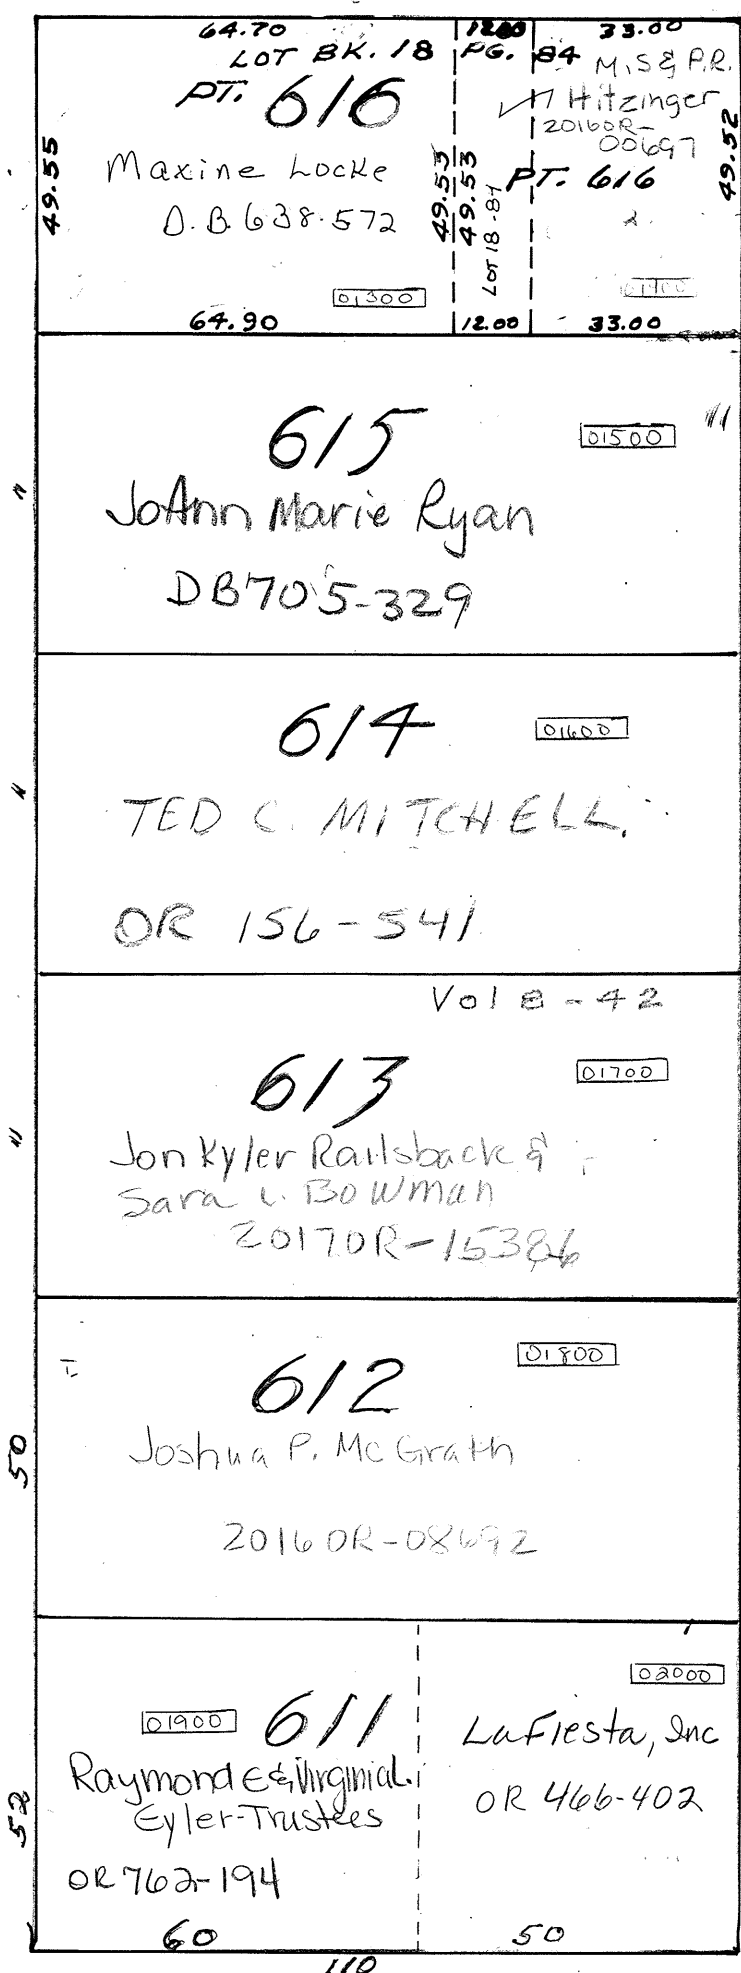 64.70
12.00
33.00
LOT BK. 18 PG. 84
PT. 616
M.S & P.R.
Hitzinger
2016OR-
00697
PT. 616
49.55
Maxine Locke
D.B. 638-572
49.53
49.53
LOT 18-84
49.52
01300
01400
64.90
12.00
33.00
615
01500
"
"
JoAnn Marie Ryan
DB705-329
614
01600
"
TED C. MITCHELL
OR 156-541
Vol 8-42
613
01700
"
Jon Kyler Railsback &
Sara L. Bowman
2017OR-15386
612
01800
50
Joshua P. McGrath
2016OR-08692
01900
611
02000
Raymond E & Virginia L.
Eyler-Trustees
OR 762-194
LaFiesta, Inc
OR 466-402
52
60
50
110